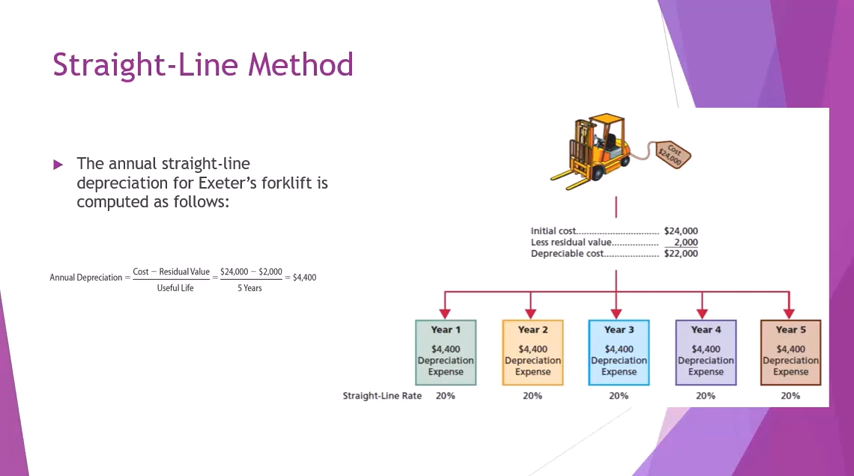 Straight-Line Method
The annual straight-line
depreciation for Exeter's forklift is
computed as follows:
Annual Depreciation = Cost − Residual Value / Useful Life = $24,000 − $2,000 / 5 Years = $4,400
Cost
$24,000
Initial cost.............................. $24,000
Less residual value................. 2,000
Depreciable cost.................... $22,000
Year 1 Year 2 Year 3 Year 4 Year 5
$4,400 $4,400 $4,400 $4,400 $4,400
Depreciation Depreciation Depreciation Depreciation Depreciation
Expense Expense Expense Expense Expense
Straight-Line Rate 20% 20% 20% 20% 20%